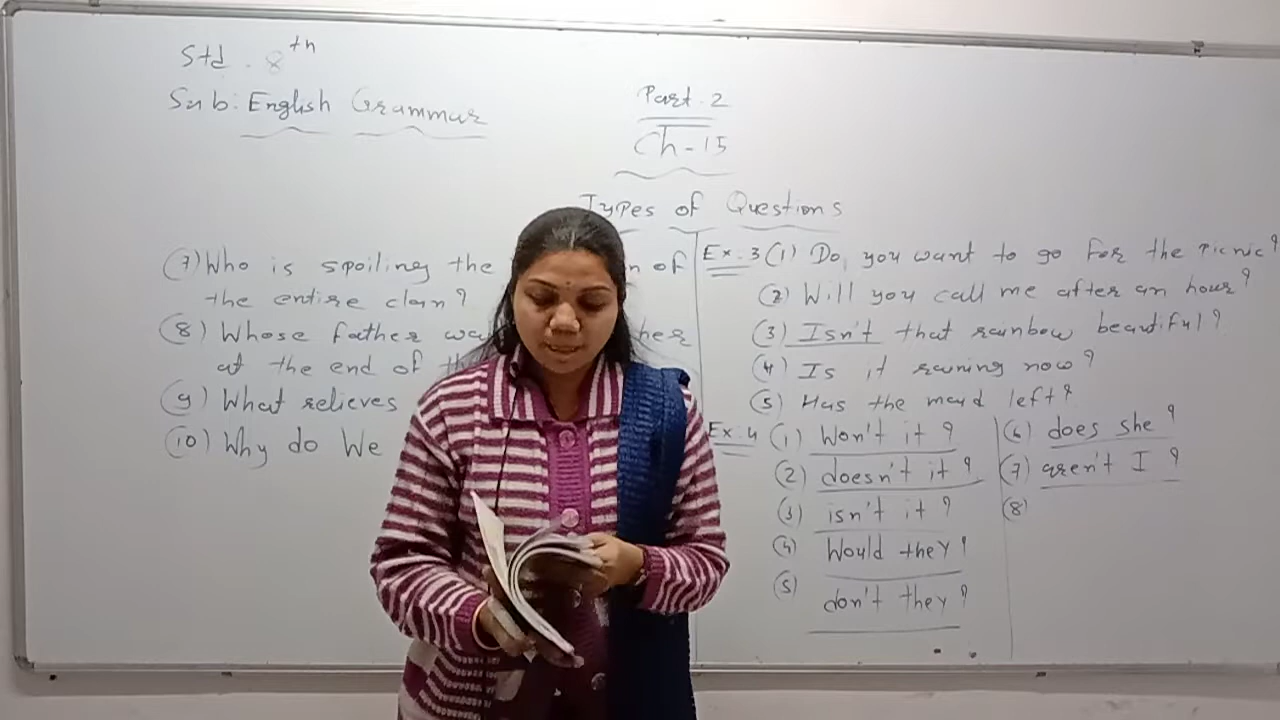 Std. 8th
Sub: English Grammar
Part. 2
Ch-15
Types of Questions
(7) Who is spoiling the n of
the entire clan?
(8) Whose father wa her
at the end of th
(9) What relieves
(10) Why do We
Ex. 3 (1) Do you want to go for the picnic?
(2) Will you call me after an hour?
(3) Isn't that rainbow beautiful?
(4) Is it raining now?
(5) Has the maid left?
Ex. 4 (1) Won't it?
(2) doesn't it?
(3) isn't it?
(4) Would they?
(5) don't they?
(6) does she?
(7) aren't I?
(8)